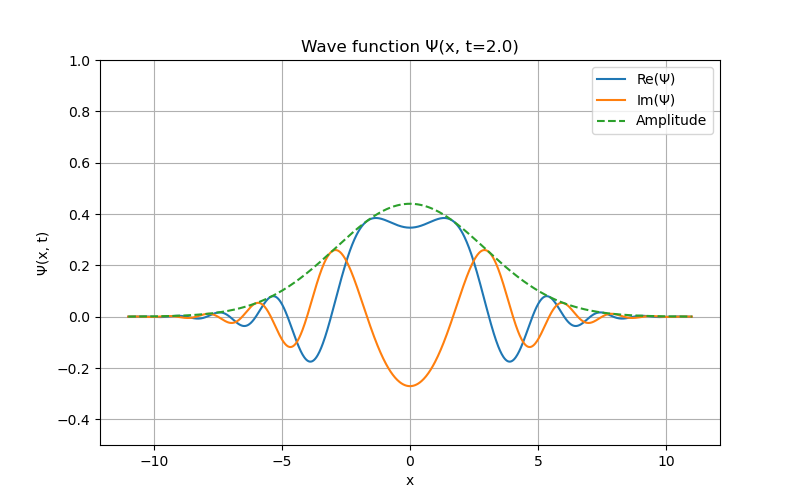 Wave function Ψ(x, t=2.0)
Re(Ψ)
Im(Ψ)
Amplitude
Ψ(x, t)
1.0
0.8
0.6
0.4
0.2
0.0
−0.2
−0.4
−10
−5
0
5
10
x